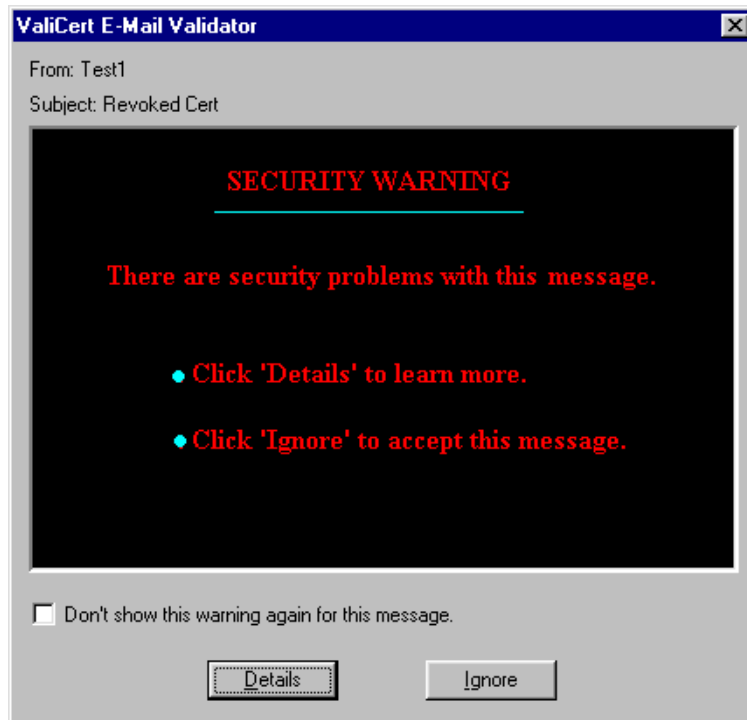 ValiCert E-Mail Validator
From: Test1
Subject: Revoked Cert
SECURITY WARNING
There are security problems with this message.
Click 'Details' to learn more.
Click 'Ignore' to accept this message.
Don't show this warning again for this message.
Details
Ignore